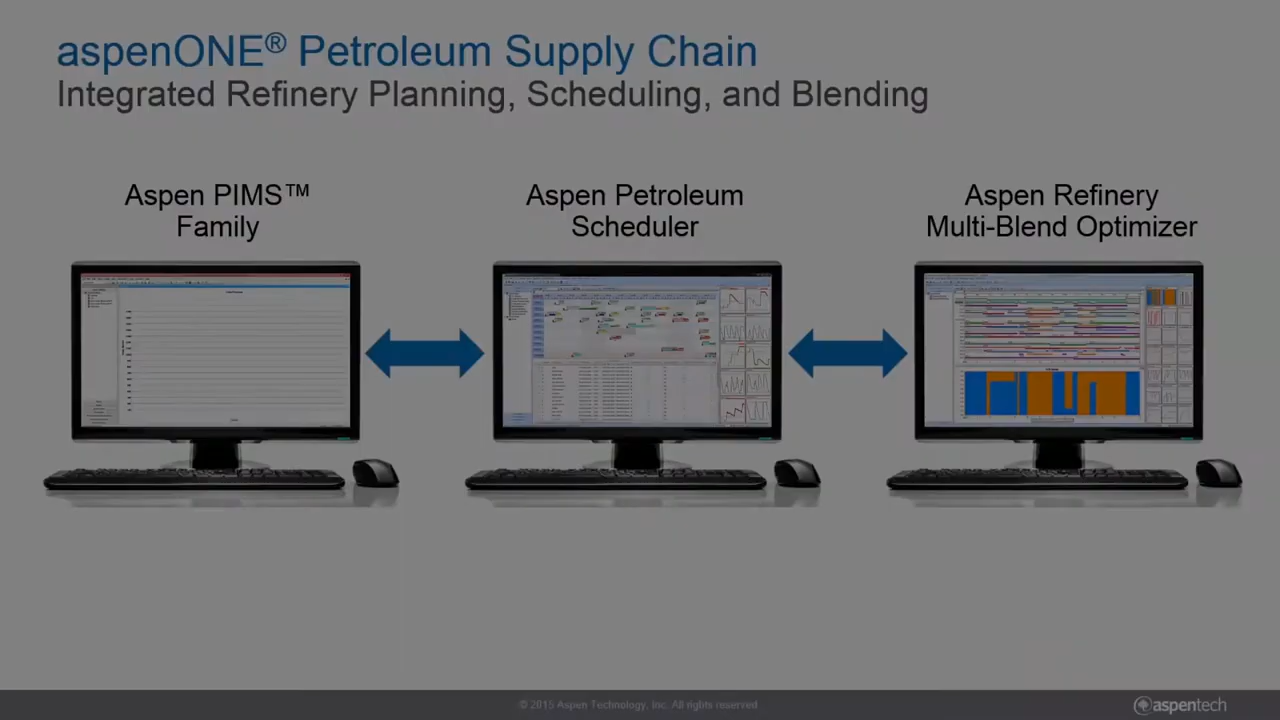 aspenONE® Petroleum Supply Chain
Integrated Refinery Planning, Scheduling, and Blending
Aspen PIMS™
Family
Aspen Petroleum
Scheduler
Aspen Refinery
Multi-Blend Optimizer
© 2015 Aspen Technology, Inc. All rights reserved
aspentech